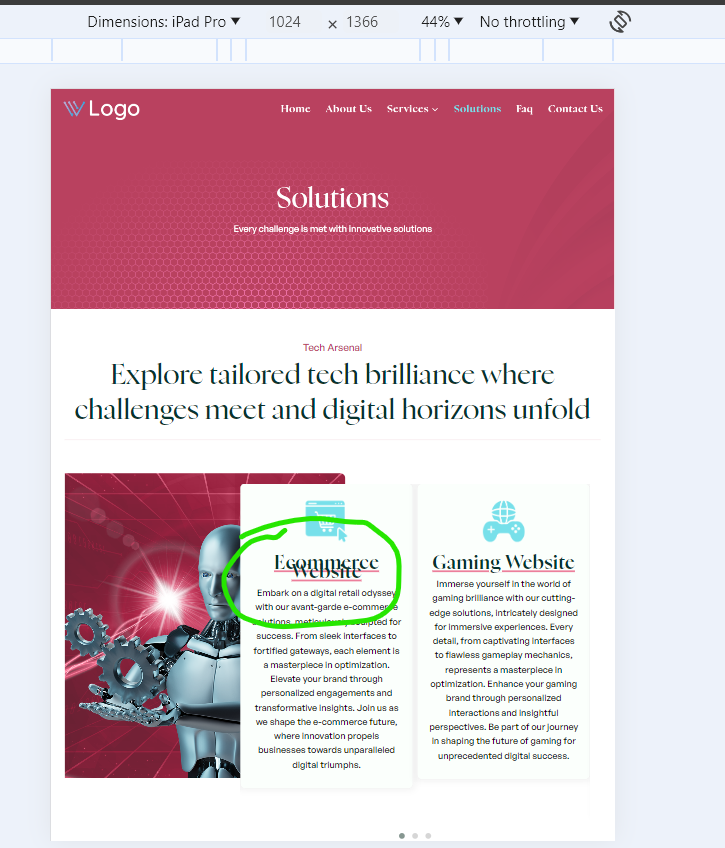 Dimensions: iPad Pro ▼ 1024 × 1366 44% ▼ No throttling ▼
Logo Home About Us Services Solutions Faq Contact Us
Solutions
Every challenge is met with innovative solutions
Tech Arsenal
Explore tailored tech brilliance where
challenges meet and digital horizons unfold
Ecommerce
Website
Embark on a digital retail odyssey
with our avant-garde e-commerce
solutions, meticulously sculpted for
success. From sleek interfaces to
fortified gateways, each element is
a masterpiece in optimization.
Elevate your brand through
personalized engagements and
transformative insights. Join us as
we shape the e-commerce future,
where innovation propels
businesses towards unparalleled
digital triumphs.
Gaming Website
Immerse yourself in the world of
gaming brilliance with our cutting-
edge solutions, intricately designed
for immersive experiences. Every
detail, from captivating interfaces
to flawless gameplay mechanics,
represents a masterpiece in
optimization. Enhance your gaming
brand through personalized
interactions and insightful
perspectives. Be part of our journey
in shaping the future of gaming for
unprecedented digital success.